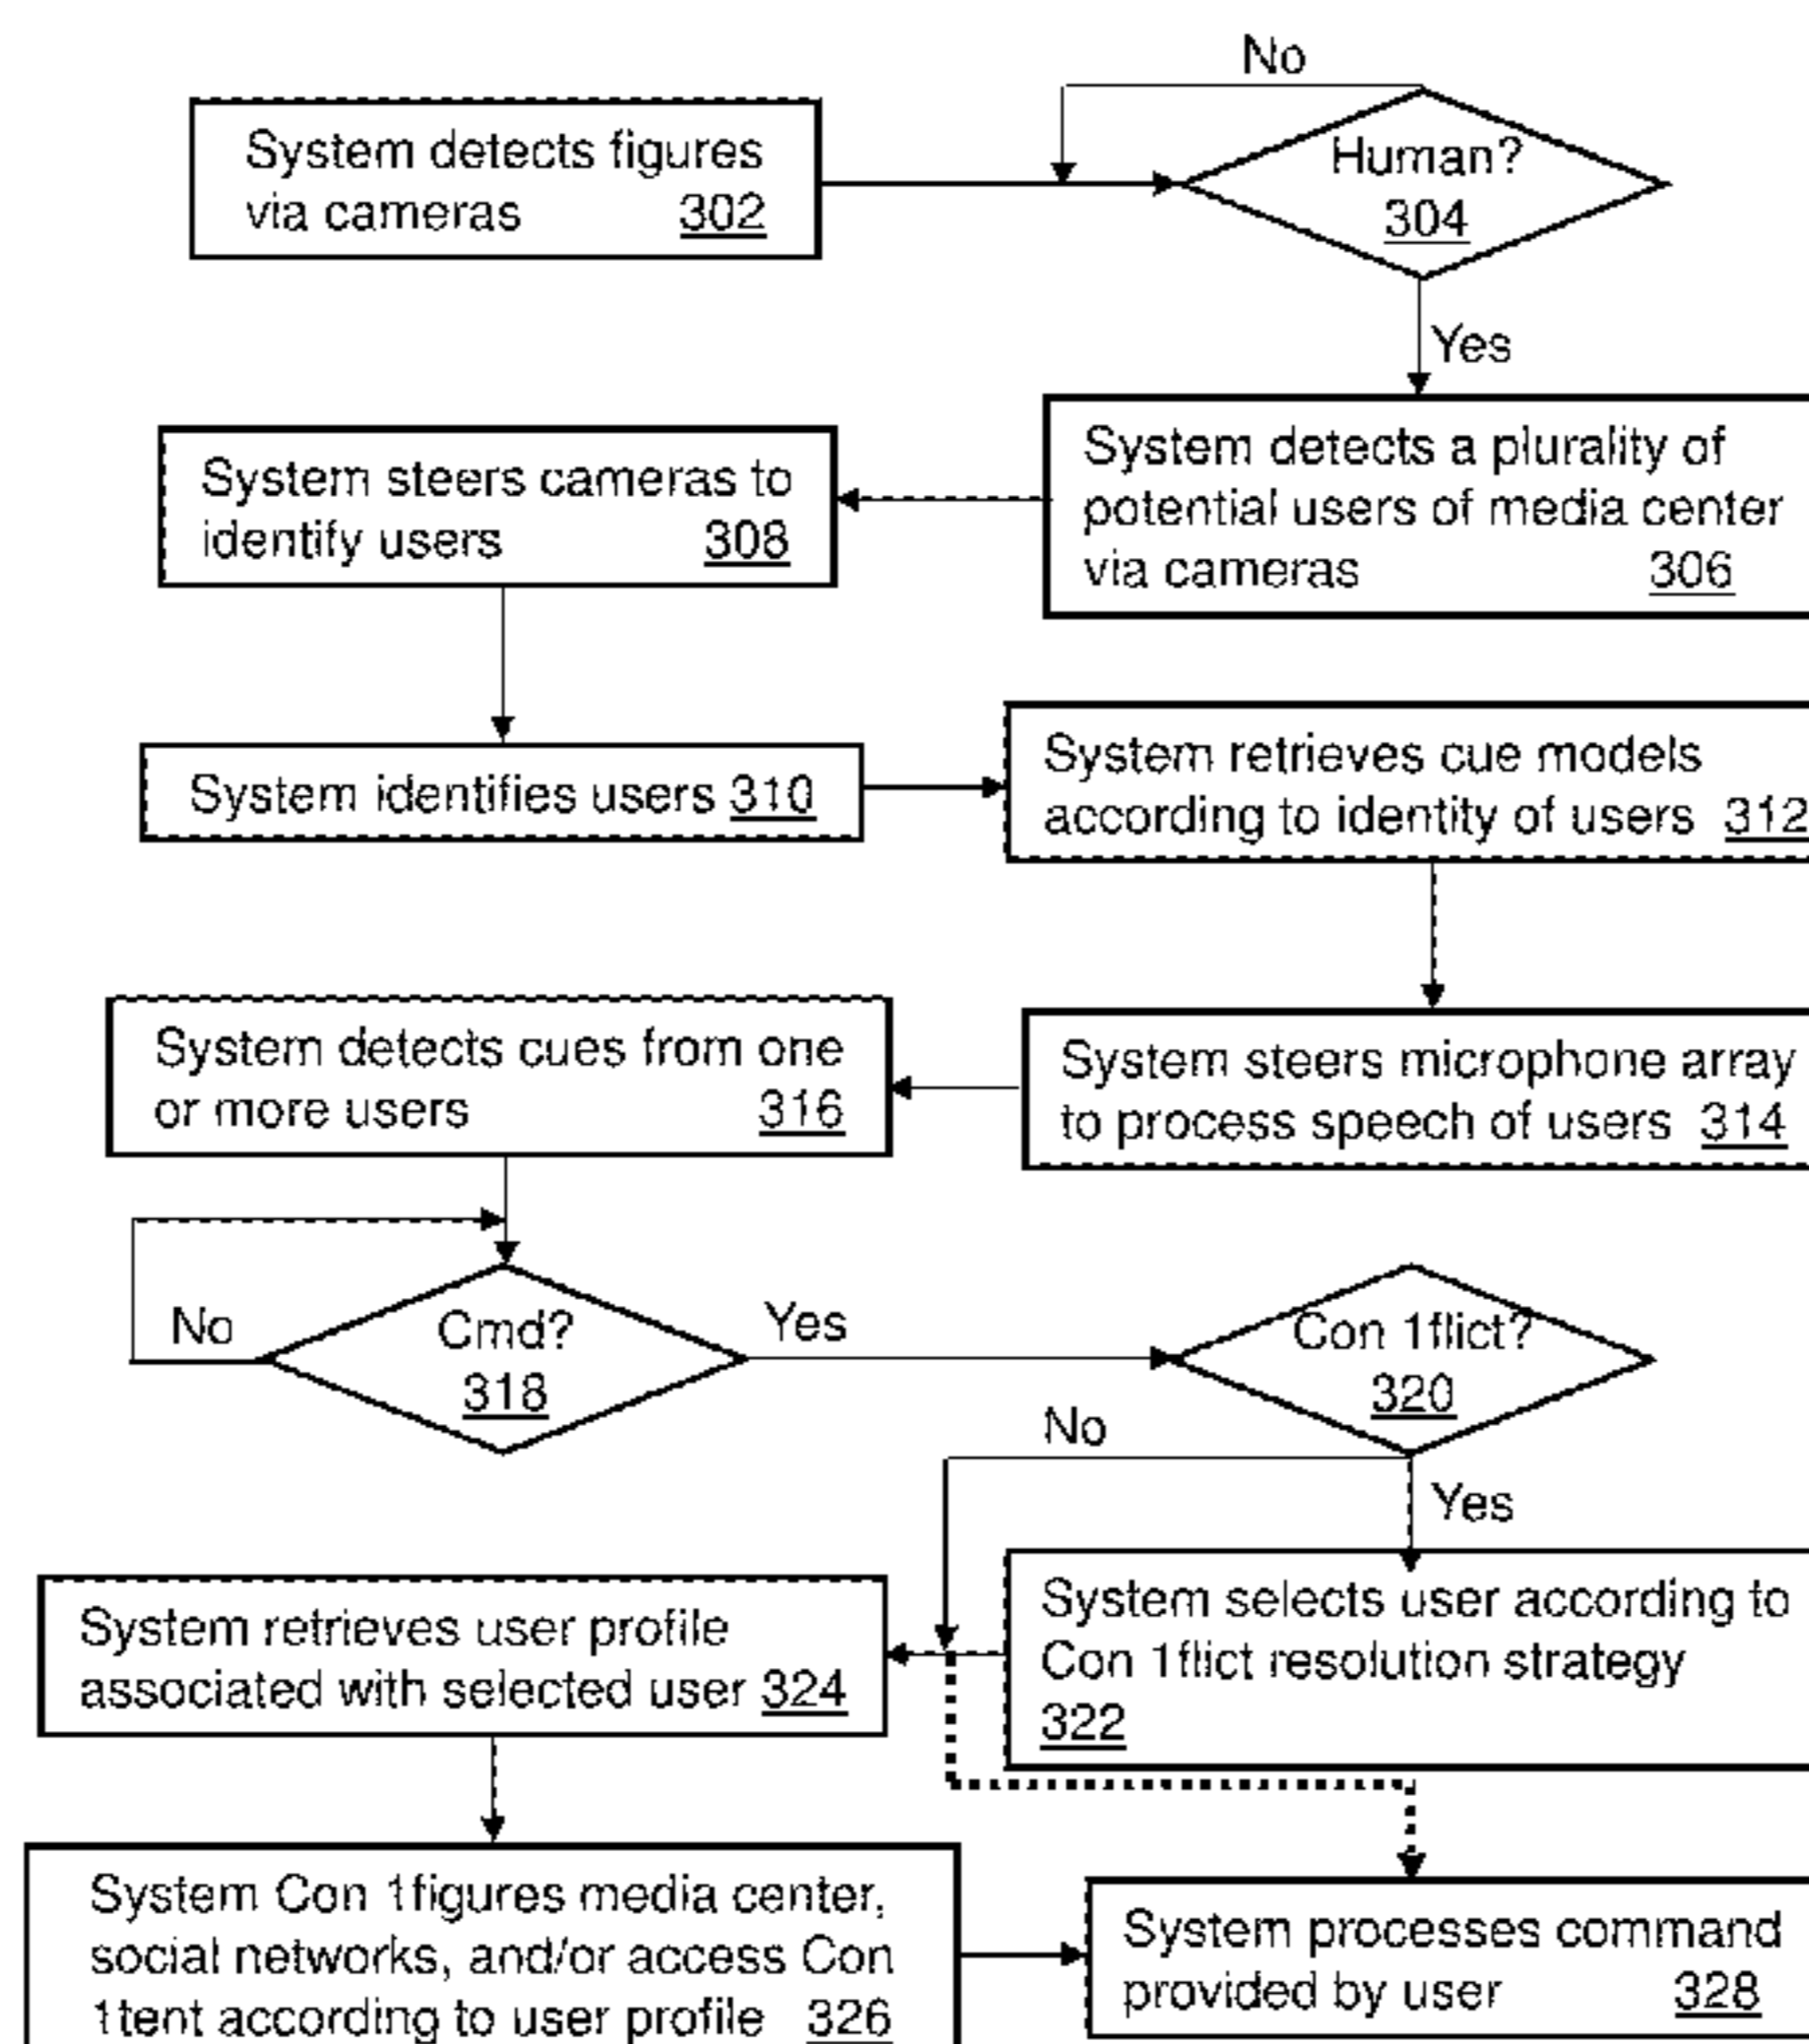 No
System detects figures
via cameras 302
Human?
304
Yes
System detects a plurality of
potential users of media center
via cameras 306
System steers cameras to
identify users 308
System identifies users 310
System retrieves cue models
according to identity of users 312
System steers microphone array
to process speech of users 314
System detects cues from one
or more users 316
No
Cmd?
318
Yes
Con 1flict?
320
No
Yes
System selects user according to
Con 1flict resolution strategy
322
System retrieves user profile
associated with selected user 324
System Con 1figures media center,
social networks, and/or access Con
1tent according to user profile 326
System processes command
provided by user 328